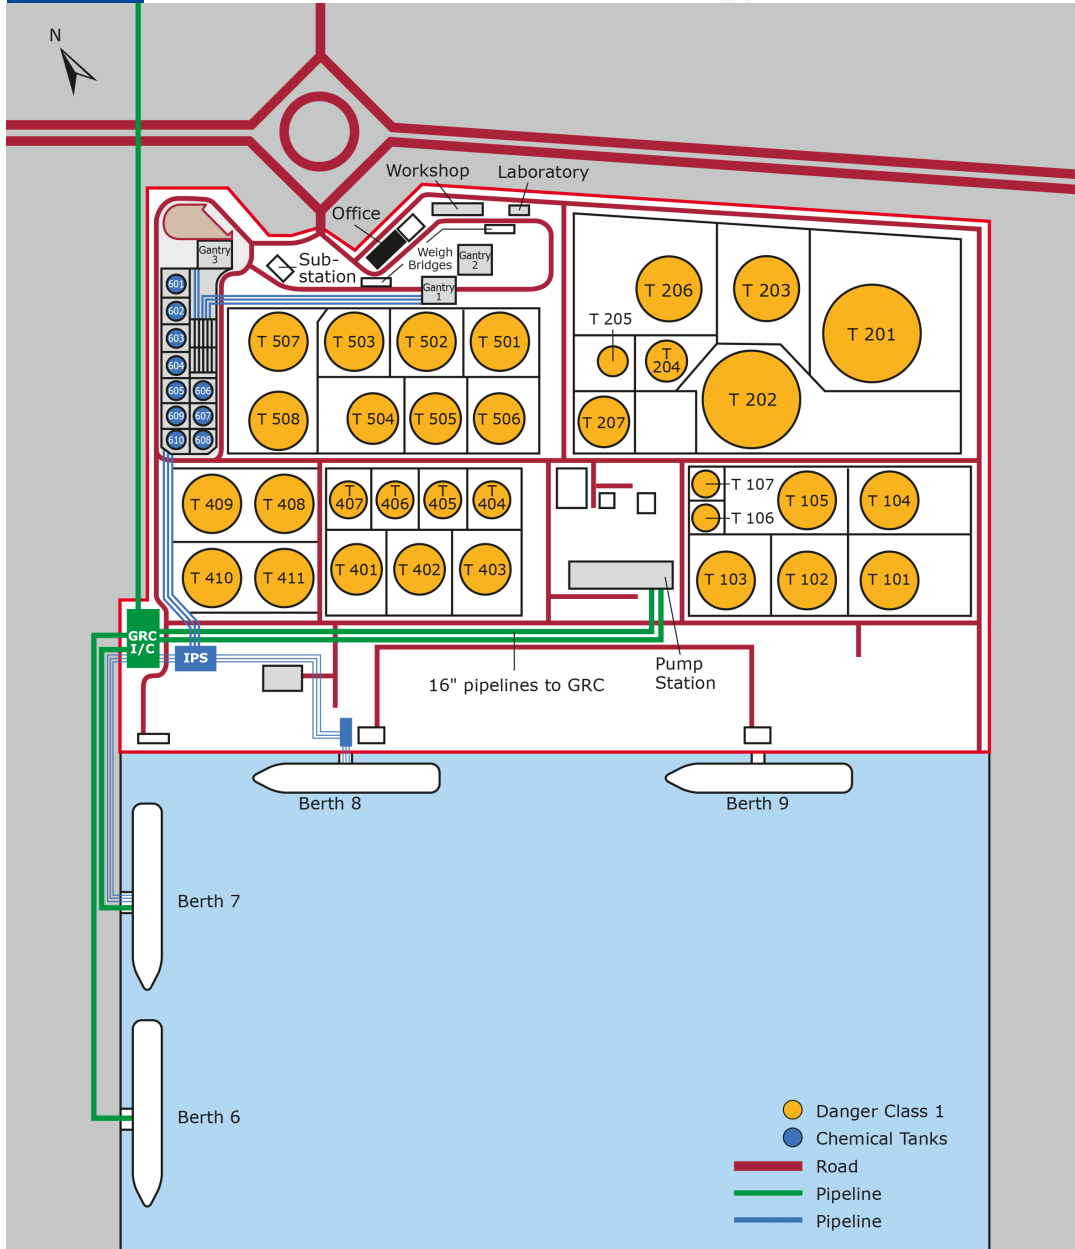 N
Workshop
Laboratory
Office
Weigh
Bridges
Gantry
2
Gantry
3
Sub-
station
Gantry
1
601
602
603
604
605
606
609
607
610
608
T 507
T 503
T 502
T 501
T 508
T 504
T 505
T 506
T 206
T 203
T 201
T 205
T
204
T 202
T 207
T 409
T 408
T
407
T
406
T
405
T
404
T 410
T 411
T 401
T 402
T 403
T 107
T 106
T 105
T 104
T 103
T 102
T 101
GRC
I/C
IPS
16" pipelines to GRC
Pump
Station
Berth 8
Berth 9
Berth 7
Berth 6
Danger Class 1
Chemical Tanks
Road
Pipeline
Pipeline